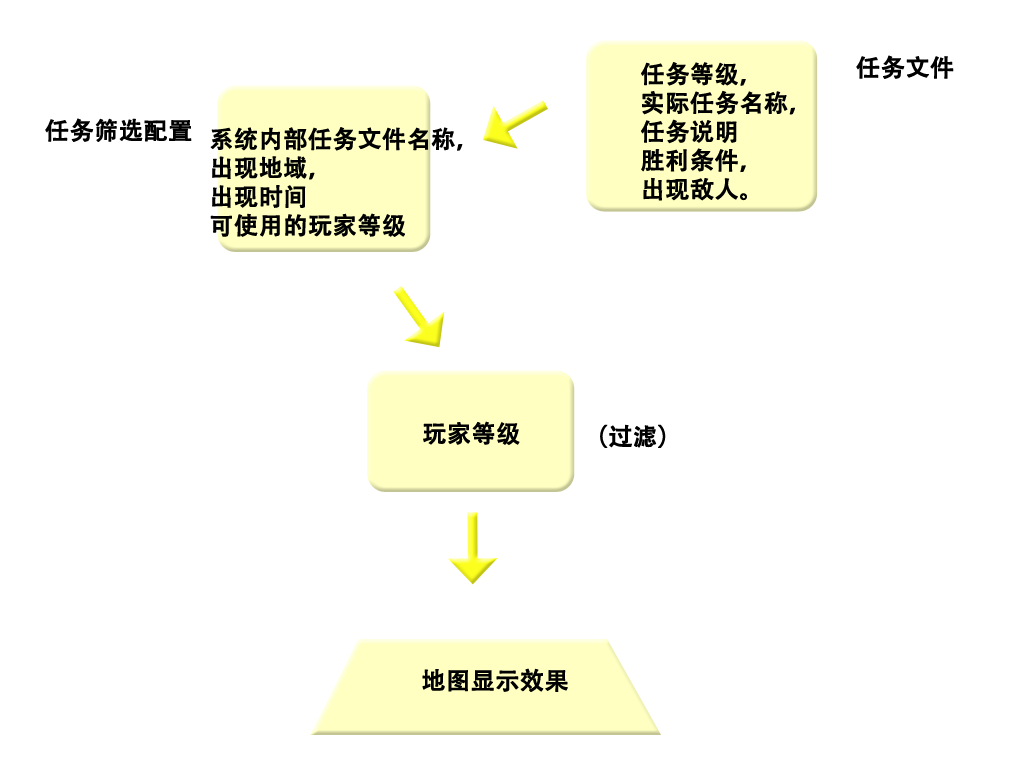 任务筛选配置
系统内部任务文件名称,
出现地域,
出现时间
可使用的玩家等级
任务等级,
实际任务名称,
任务说明
胜利条件,
出现敌人。
任务文件
玩家等级
（过滤）
地图显示效果